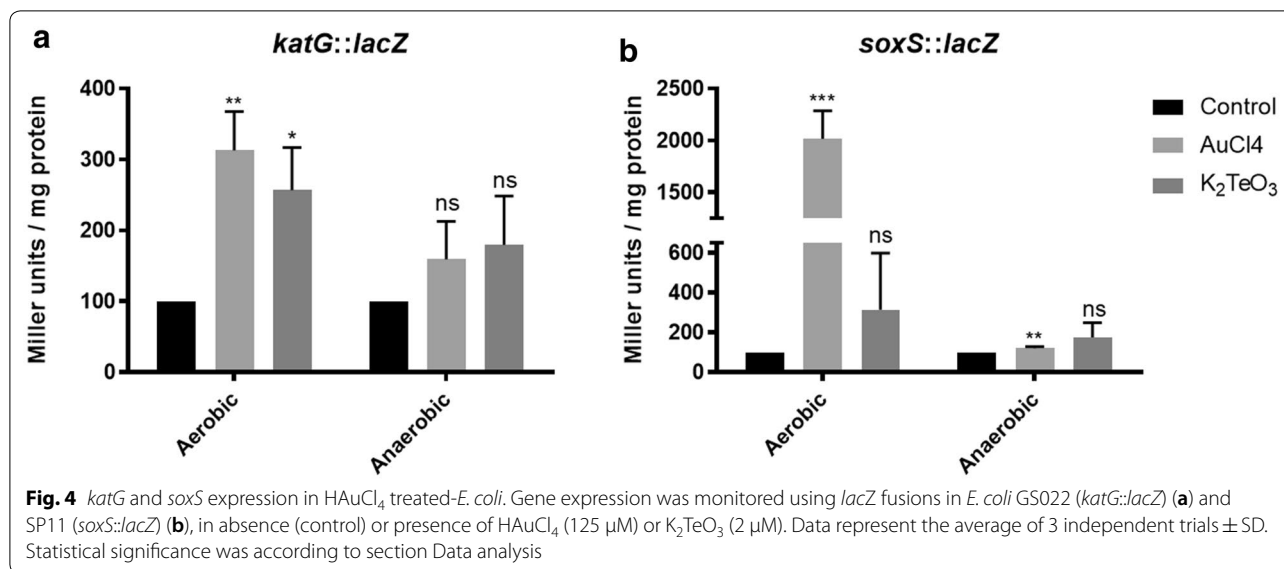 a
katG::lacZ
Miller units / mg protein
400
300
200
100
0
**
*
ns
ns
Aerobic
Anaerobic
b
soxS::lacZ
Miller units / mg protein
2500
2000
1500
600
400
200
0
***
ns
**
ns
Aerobic
Anaerobic
Control
AuCl4
K₂TeO₃
Fig. 4 katG and soxS expression in HAuCl₄ treated-E. coli. Gene expression was monitored using lacZ fusions in E. coli GS022 (katG::lacZ) (a) and
SP11 (soxS::lacZ) (b), in absence (control) or presence of HAuCl₄ (125 µM) or K₂TeO₃ (2 µM). Data represent the average of 3 independent trials ± SD.
Statistical significance was according to section Data analysis